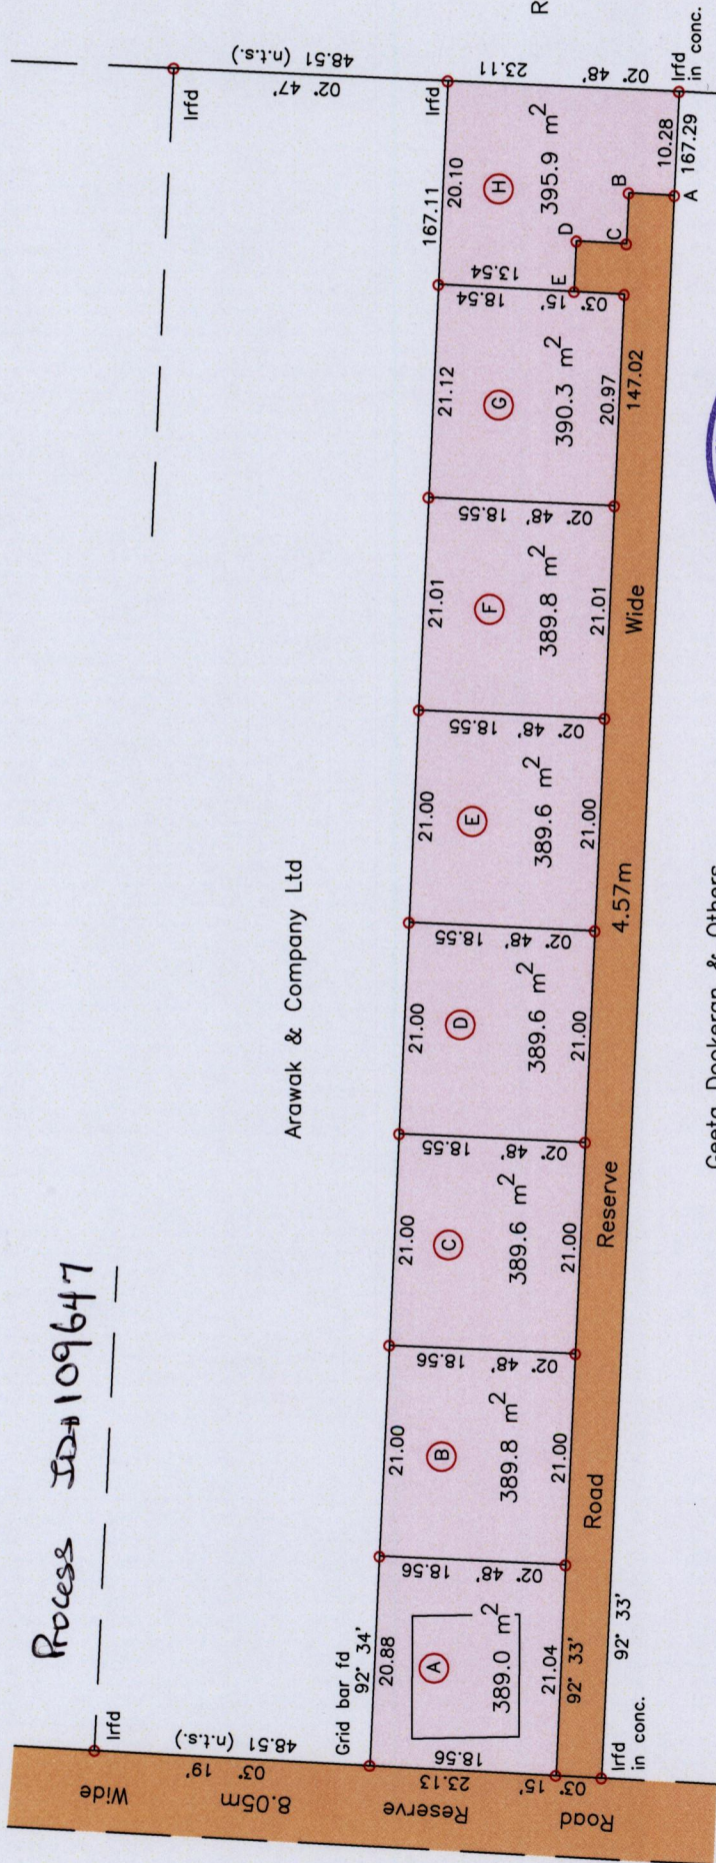 Process ID# 109647
Irfd
Irfd
48.51 (n.t.s.)
03° 19'
48.51 (n.t.s.)
02° 47'
Arawak & Company Ltd
Wide
8.05m
Reserve
Road
Grid bar fd
92° 34'
167.11
Irfd
20.88
21.00
21.00
21.00
21.00
21.01
21.12
20.10
A
B
C
D
E
F
G
H
389.0 m²
389.8 m²
389.6 m²
389.6 m²
389.6 m²
389.8 m²
390.3 m²
395.9 m²
18.56
23.13
03° 15'
02° 48' 18.56
02° 48' 18.56
02° 48' 18.55
02° 48' 18.55
02° 48' 18.55
02° 48' 18.55
03° 15' 18.54
13.54
02° 48'
23.11
E
D
C
B
A
21.04
21.00
21.00
21.00
21.00
21.01
20.97
10.28
92° 33'
147.02
167.29
Road Reserve 4.57m Wide
92° 33'
Irfd
in conc.
Irfd
in conc.
R
Geeta Dookeran & Others